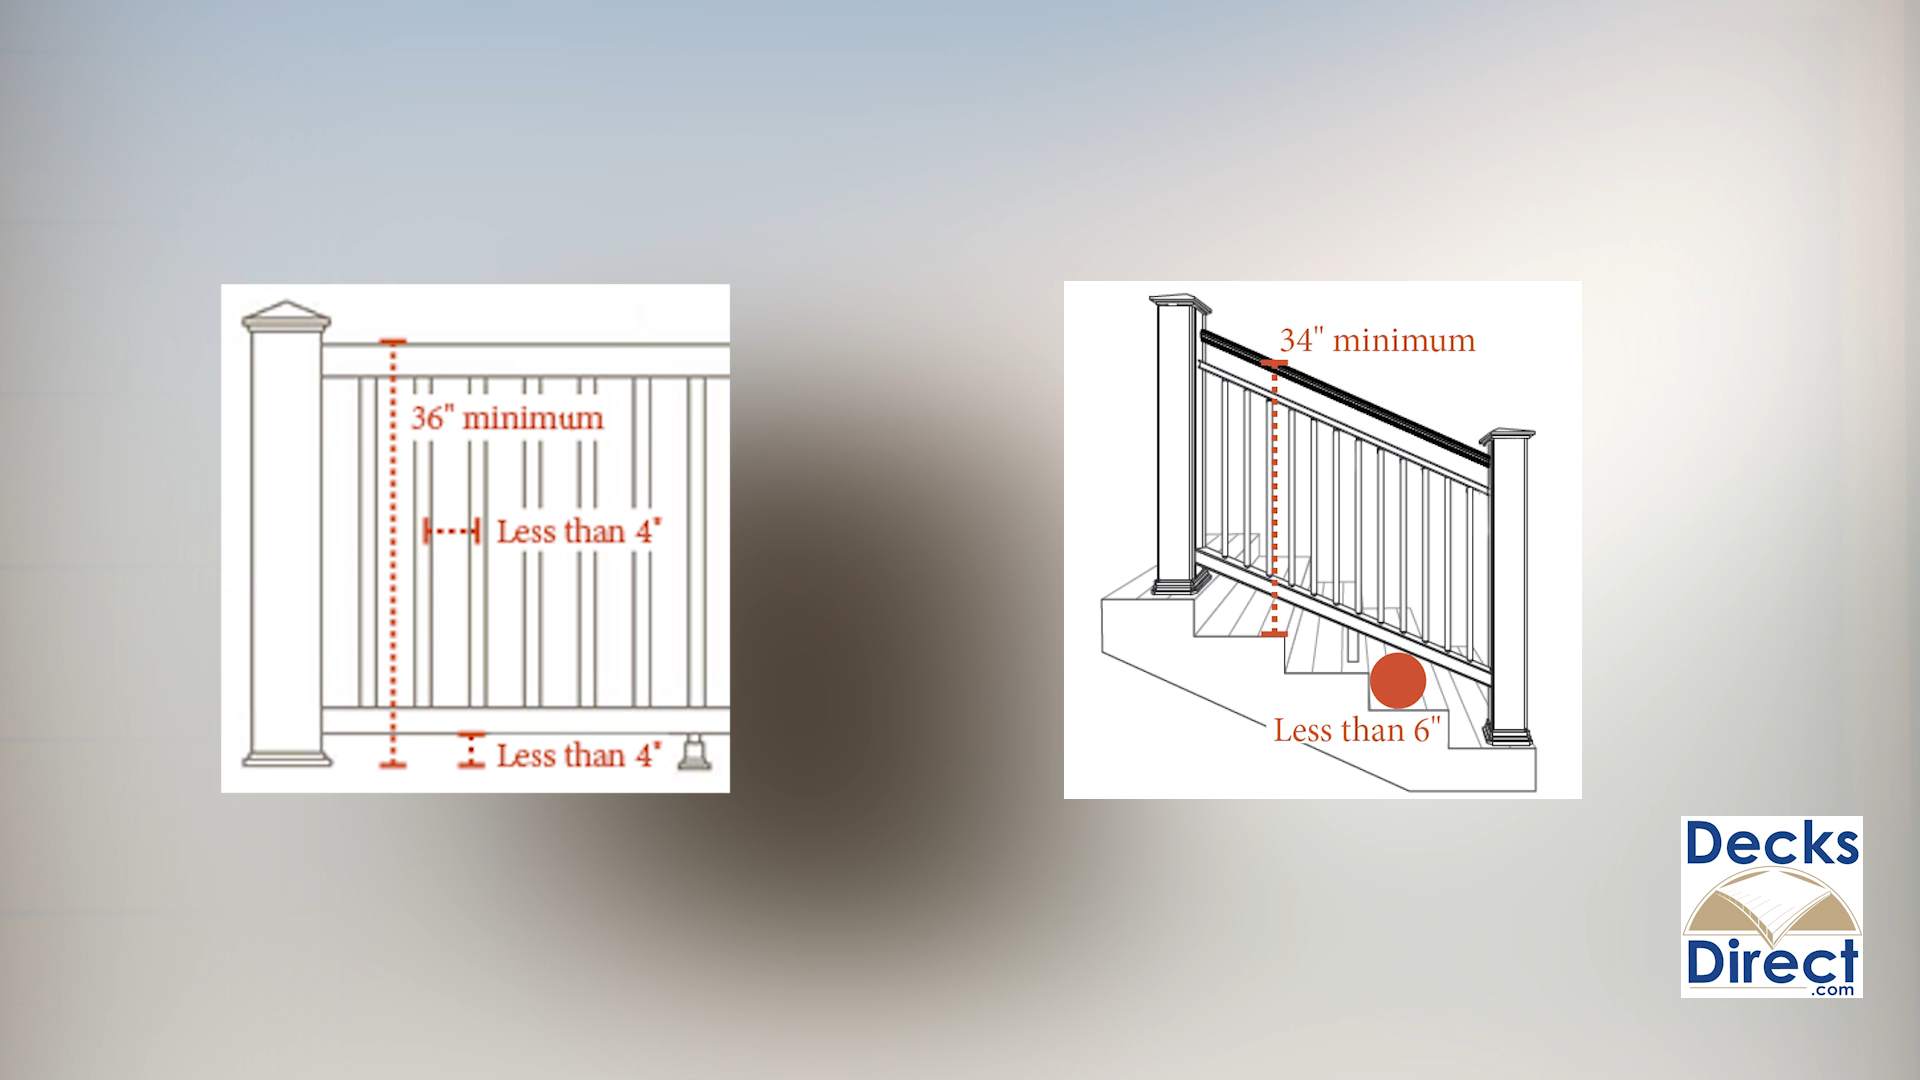 36" minimum
Less than 4"
Less than 4"
34" minimum
Less than 6"
Decks
Direct
.com